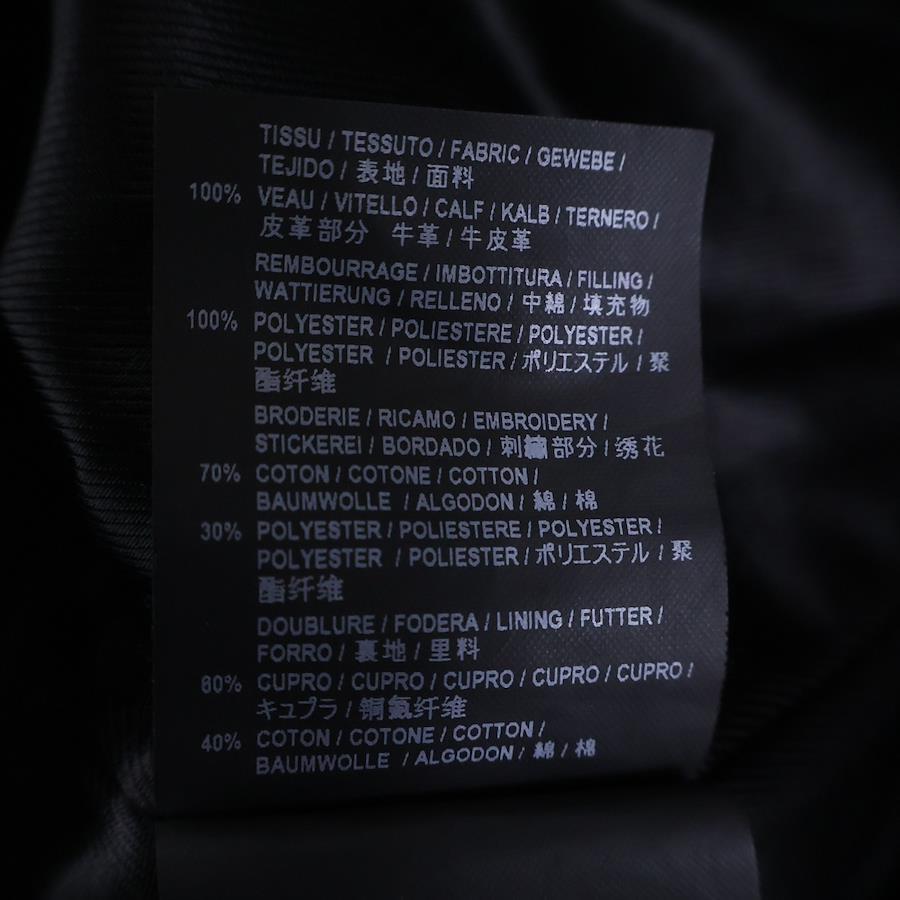 TISSU / TESSUTO / FABRIC / GEWEBE /
TEJIDO / 表地 / 面料
100% VEAU / VITELLO / CALF / KALB / TERNERO /
皮革部分 牛革 / 牛皮革
REMBOURRAGE / IMBOTTITURA / FILLING /
WATTIERUNG / RELLENO / 中綿 / 填充物
100% POLYESTER / POLIESTERE / POLYESTER /
POLYESTER / POLIESTER / ポリエステル / 聚
酯纤维
BRODERIE / RICAMO / EMBROIDERY /
STICKEREI / BORDADO / 刺繍部分 / 绣花
70% COTON / COTONE / COTTON /
BAUMWOLLE / ALGODON / 綿 / 棉
30% POLYESTER / POLIESTERE / POLYESTER /
POLYESTER / POLIESTER / ポリエステル / 聚
酯纤维
DOUBLURE / FODERA / LINING / FUTTER /
FORRO / 裏地 / 里料
60% CUPRO / CUPRO / CUPRO / CUPRO / CUPRO /
キュプラ / 铜氨纤维
40% COTON / COTONE / COTTON /
BAUMWOLLE / ALGODON / 綿 / 棉